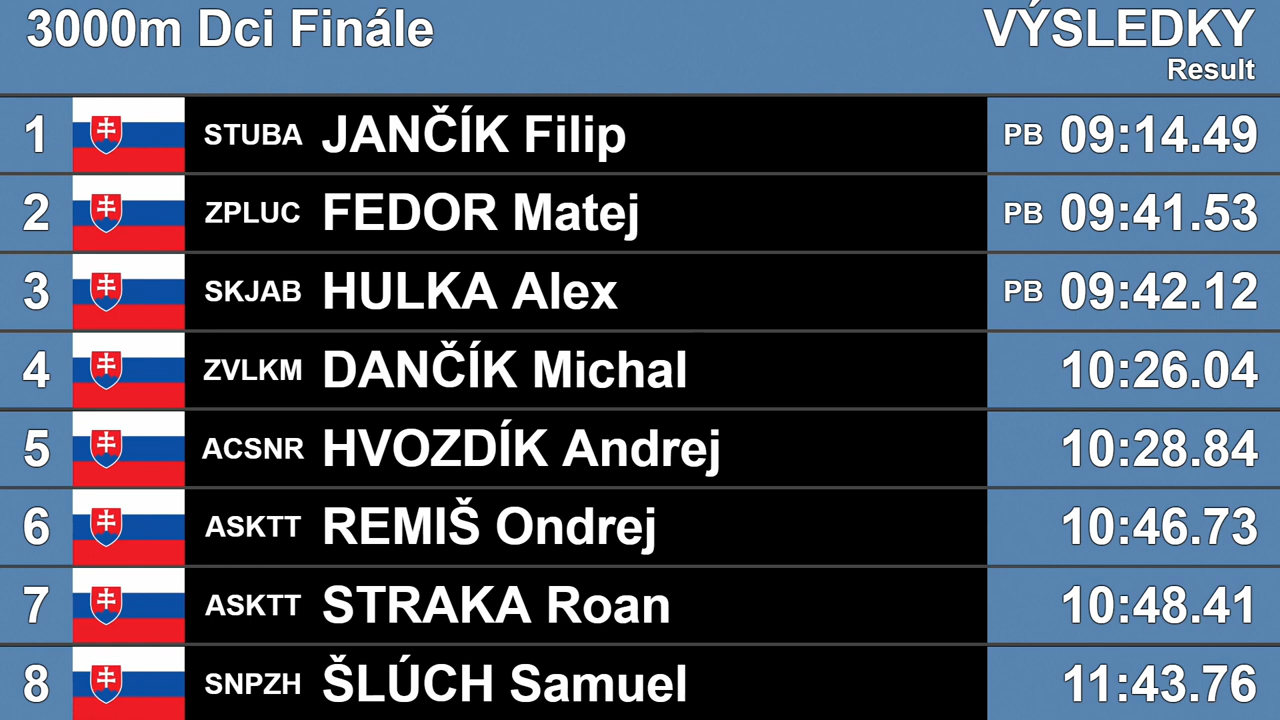 3000m Dci Finále VÝSLEDKY
Result
1 STUBA JANČÍK Filip PB 09:14.49
2 ZPLUC FEDOR Matej PB 09:41.53
3 SKJAB HULKA Alex PB 09:42.12
4 ZVLKM DANČÍK Michal 10:26.04
5 ACSNR HVOZDÍK Andrej 10:28.84
6 ASKTT REMIŠ Ondrej 10:46.73
7 ASKTT STRAKA Roan 10:48.41
8 SNPZH ŠLÚCH Samuel 11:43.76